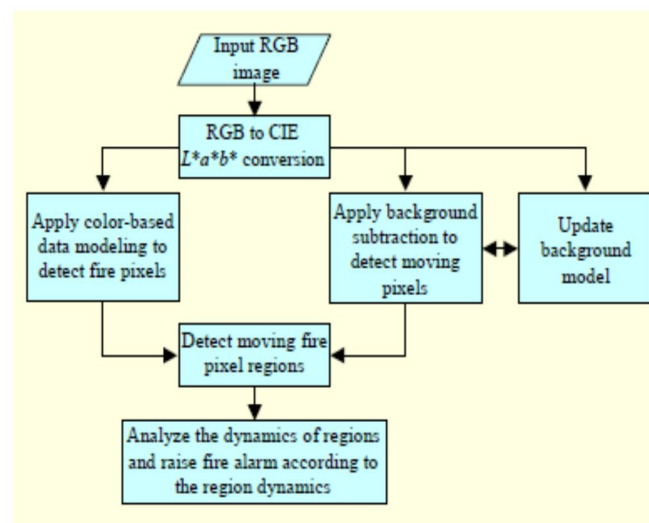 Input RGB
image
RGB to CIE
L*a*b* conversion
Apply color-based
data modeling to
detect fire pixels
Apply background
subtraction to
detect moving
pixels
Update
background
model
Detect moving fire
pixel regions
Analyze the dynamics of regions
and raise fire alarm according to
the region dynamics